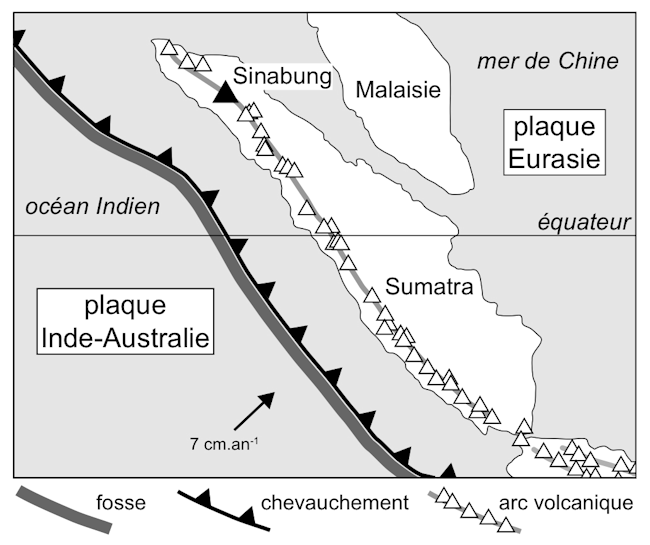 mer de Chine
Sinabung
Malaisie
plaque
Eurasie
océan Indien
équateur
Sumatra
plaque
Inde-Australie
7 cm.an⁻¹
fosse
chevauchement
arc volcanique